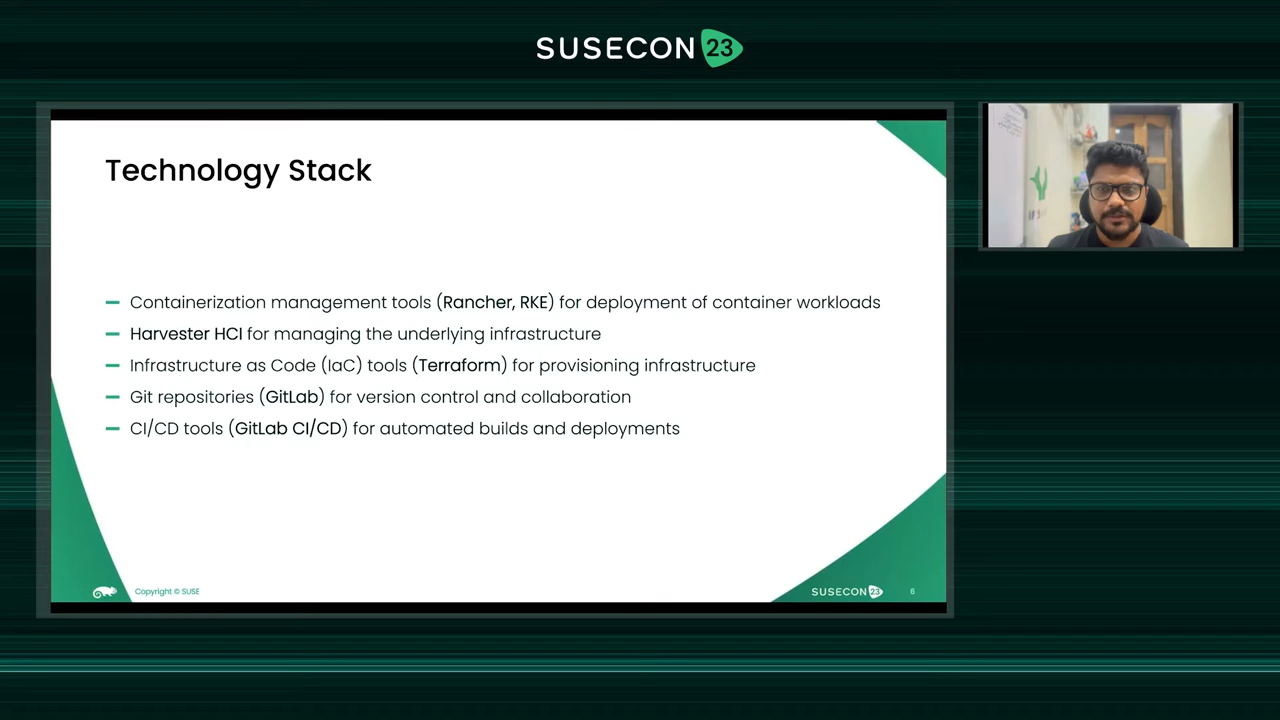 SUSECON 23
Technology Stack
Containerization management tools (Rancher, RKE) for deployment of container workloads
Harvester HCI for managing the underlying infrastructure
Infrastructure as Code (IaC) tools (Terraform) for provisioning infrastructure
Git repositories (GitLab) for version control and collaboration
CI/CD tools (GitLab CI/CD) for automated builds and deployments
Copyright © SUSE
SUSECON 23
6